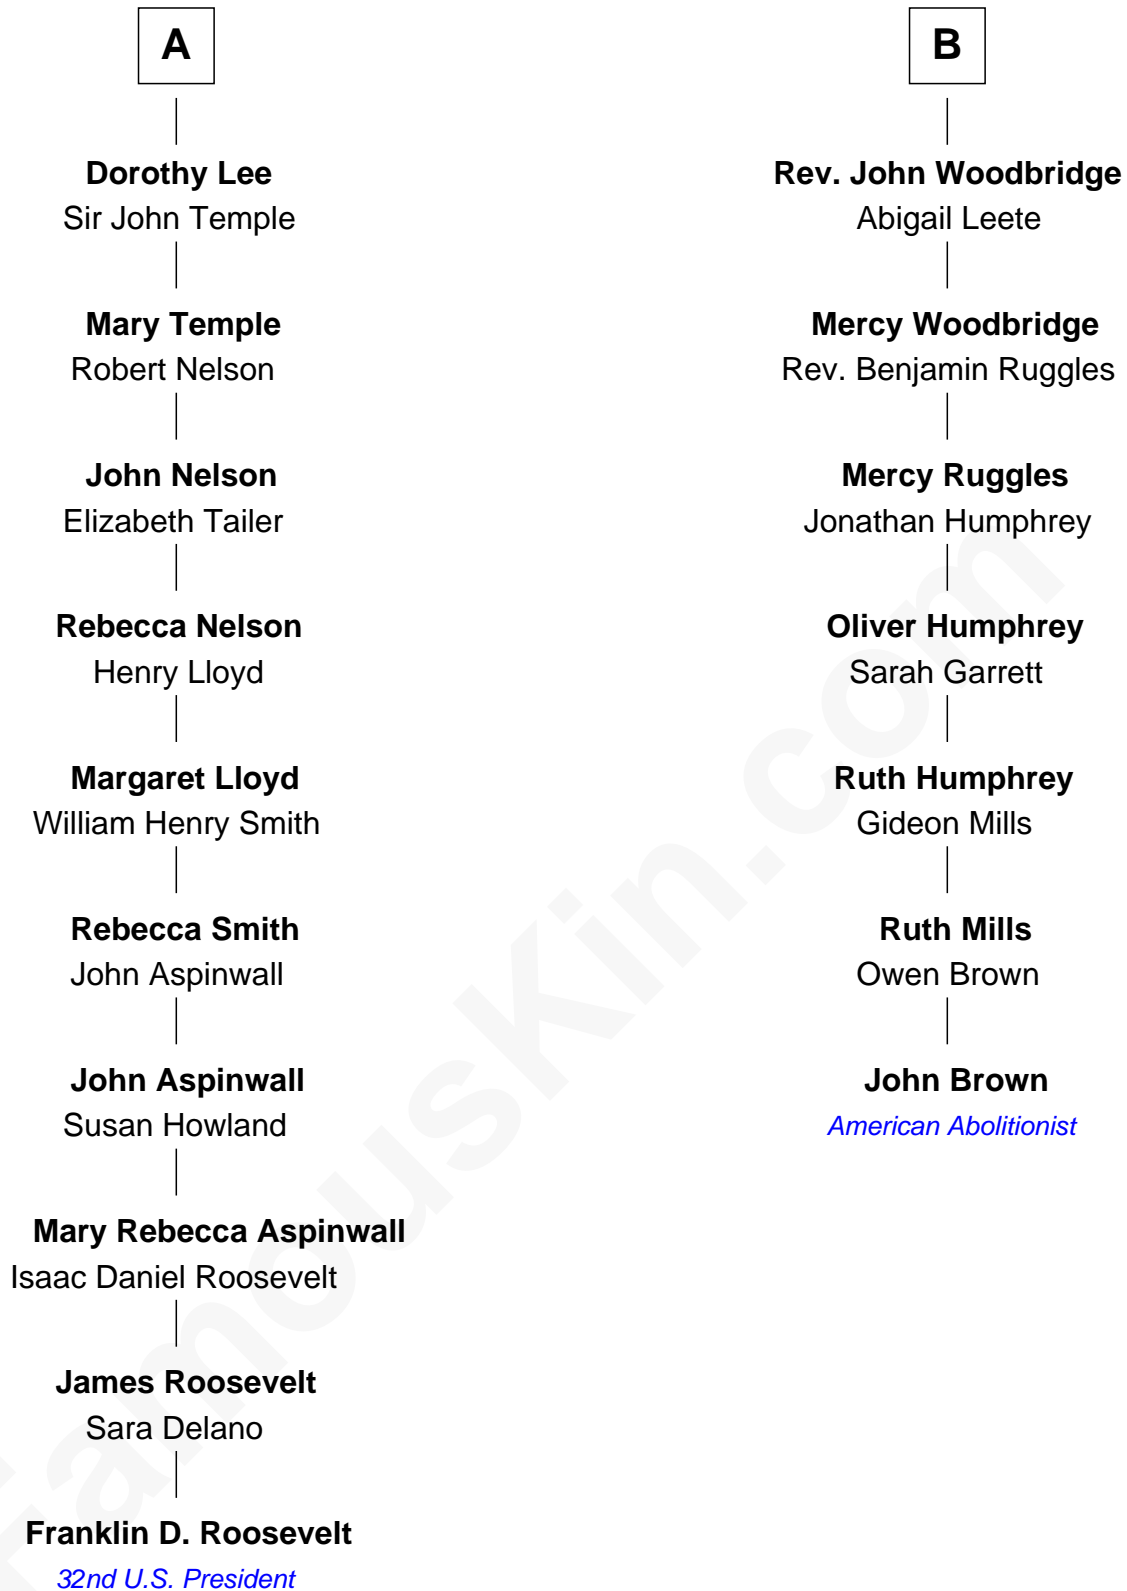 A
Dorothy Lee
Sir John Temple
Mary Temple
Robert Nelson
John Nelson
Elizabeth Tailer
Rebecca Nelson
Henry Lloyd
Margaret Lloyd
William Henry Smith
Rebecca Smith
John Aspinwall
John Aspinwall
Susan Howland
Mary Rebecca Aspinwall
Isaac Daniel Roosevelt
James Roosevelt
Sara Delano
Franklin D. Roosevelt
32nd U.S. President
B
Rev. John Woodbridge
Abigail Leete
Mercy Woodbridge
Rev. Benjamin Ruggles
Mercy Ruggles
Jonathan Humphrey
Oliver Humphrey
Sarah Garrett
Ruth Humphrey
Gideon Mills
Ruth Mills
Owen Brown
John Brown
American Abolitionist
FamousKin.com